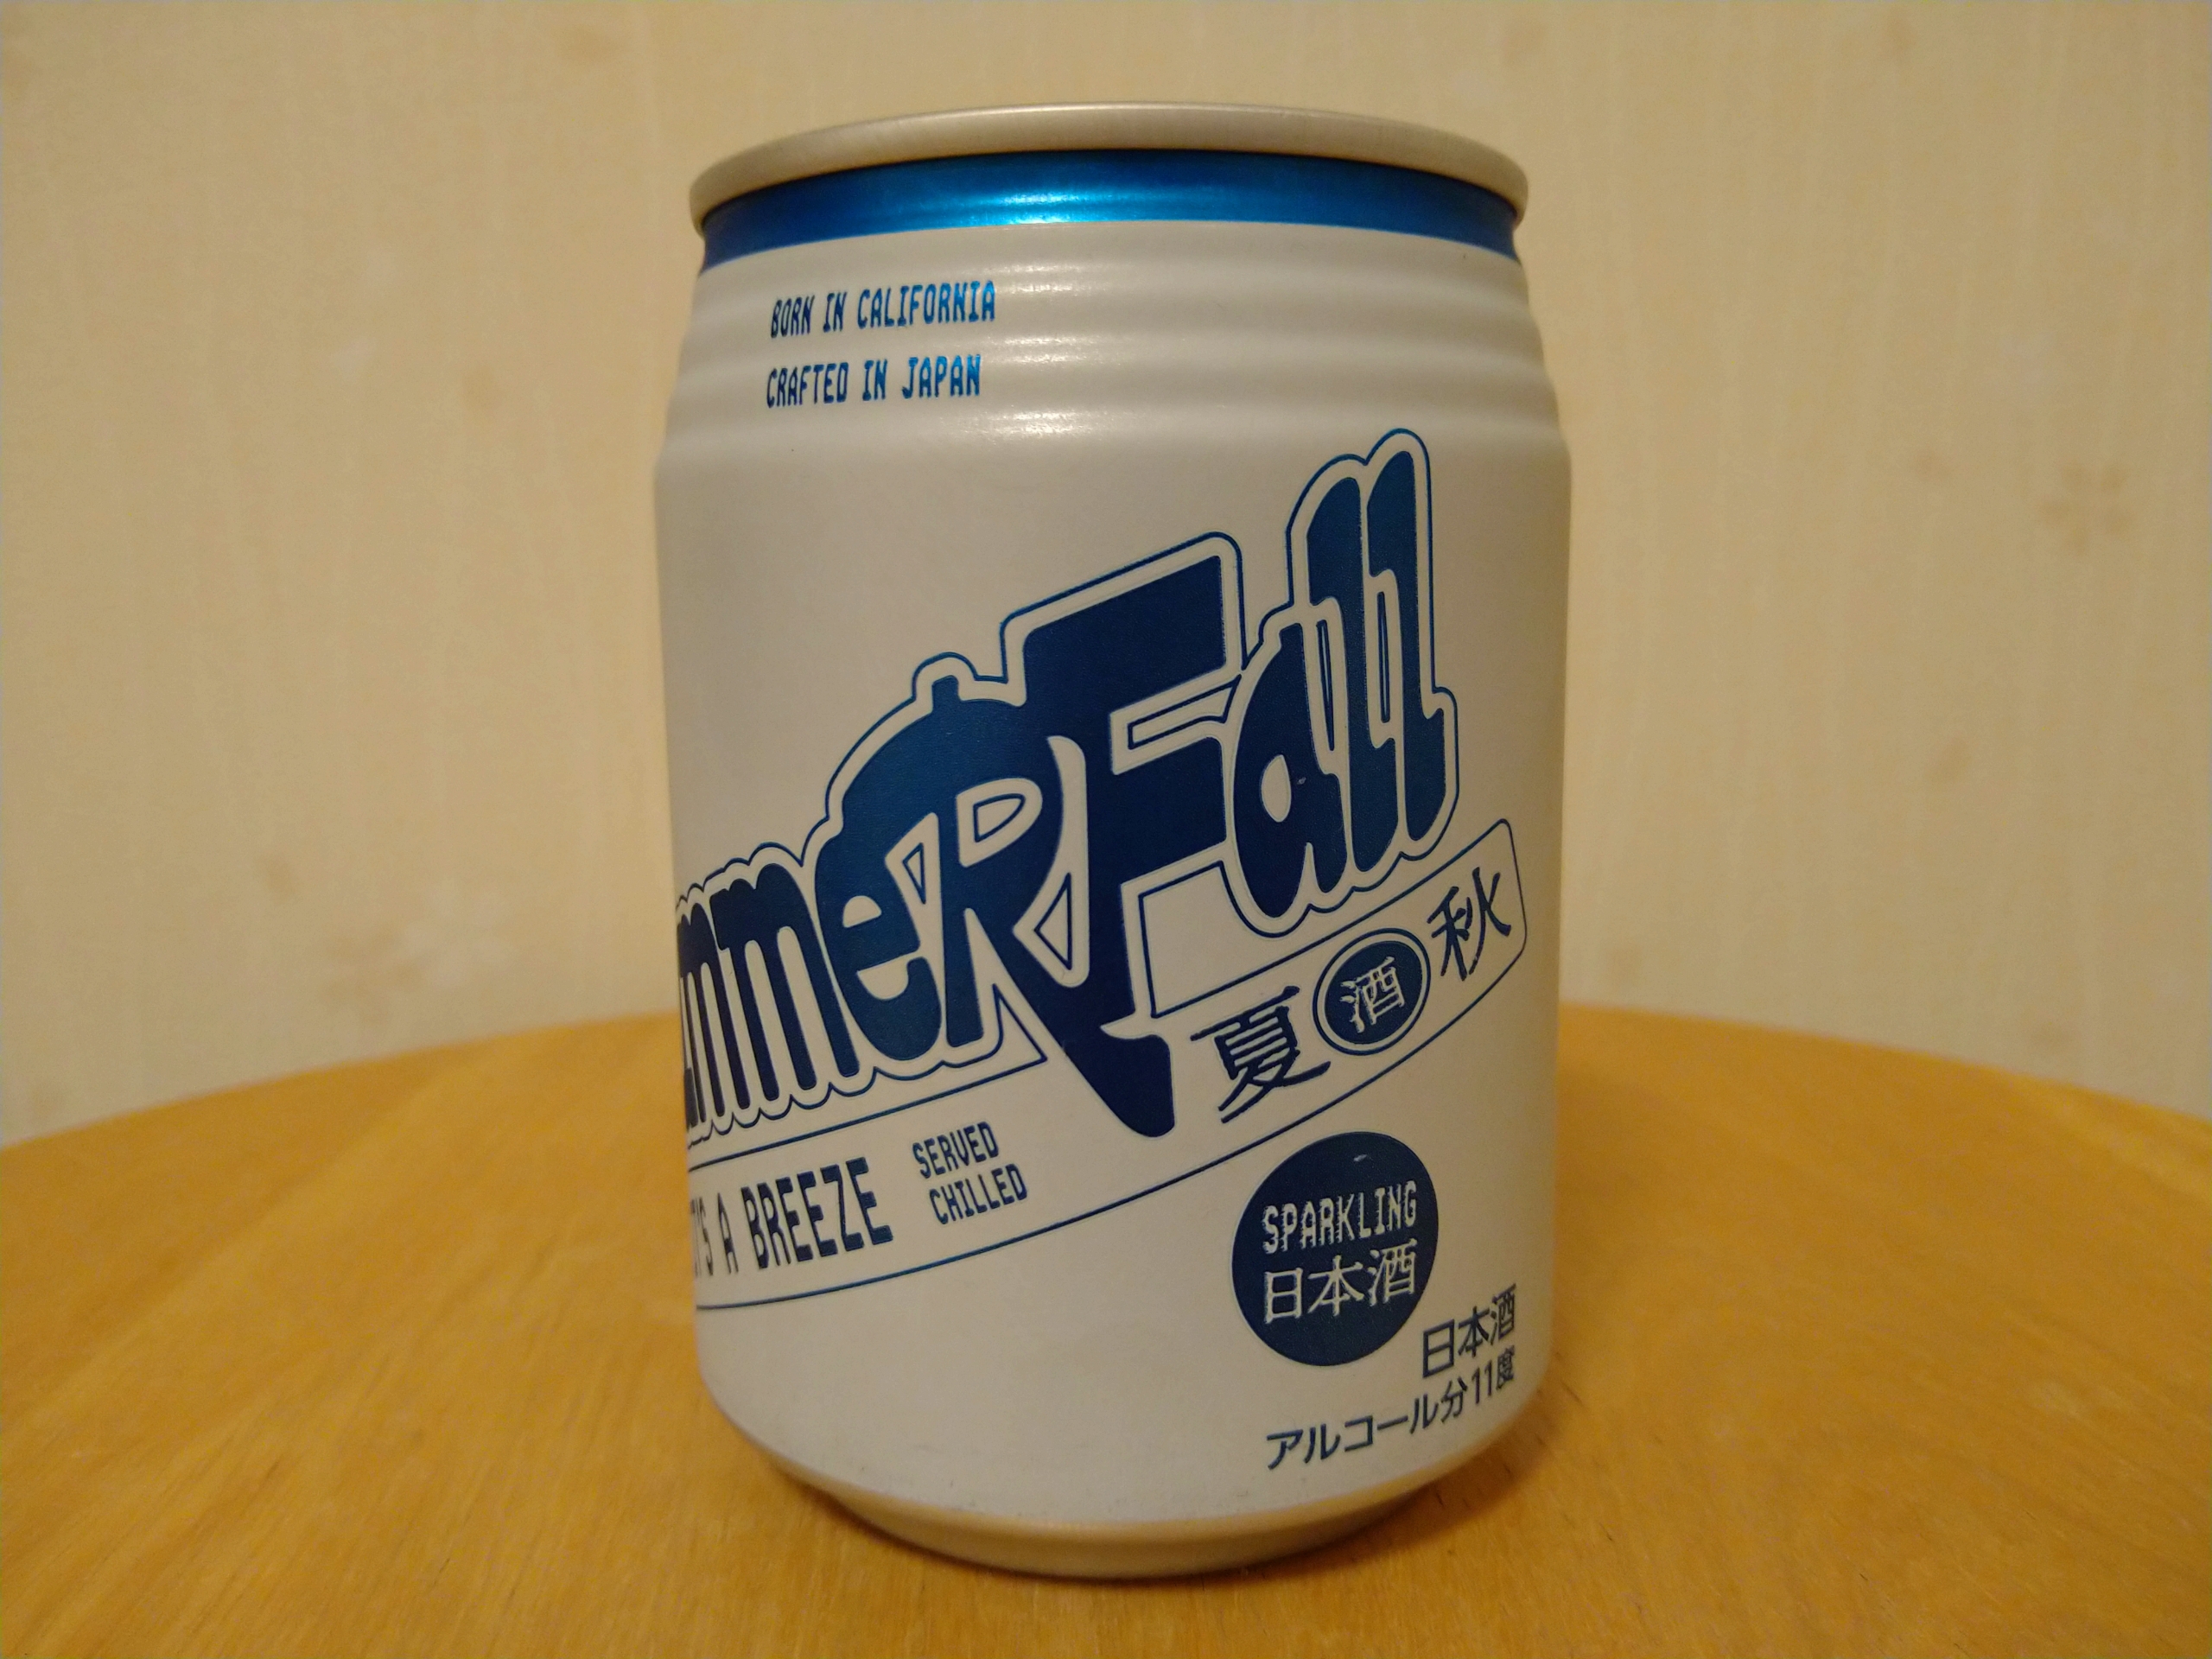 BORN IN CALIFORNIA
CRAFTED IN JAPAN
Fall
夏酒秋
A BREEZE
SERVED
CHILLED
SPARKLING
日本酒
日本酒
アルコール分11度